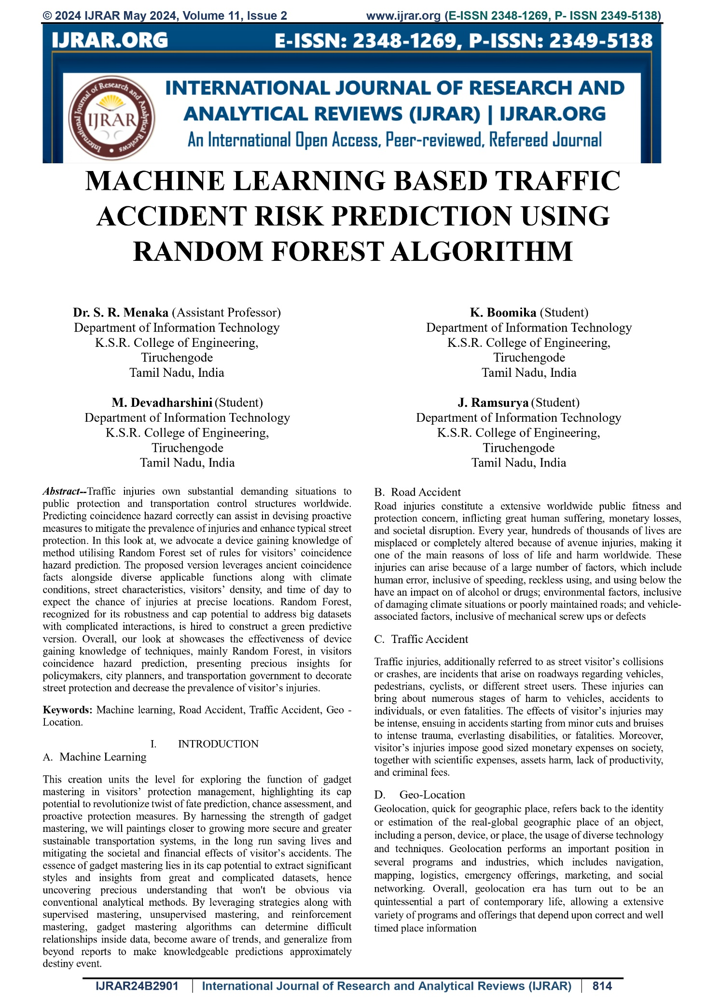 © 2024 IJRAR May 2024, Volume 11, Issue 2 www.ijrar.org (E-ISSN 2348-1269, P- ISSN 2349-5138)
IJRAR.ORG E-ISSN: 2348-1269, P-ISSN: 2349-5138
International Journal of Research and Analytical Reviews
IJRAR
INTERNATIONAL JOURNAL OF RESEARCH AND
ANALYTICAL REVIEWS (IJRAR) | IJRAR.ORG
An International Open Access, Peer-reviewed, Refereed Journal
MACHINE LEARNING BASED TRAFFIC
ACCIDENT RISK PREDICTION USING
RANDOM FOREST ALGORITHM
Dr. S. R. Menaka (Assistant Professor)
Department of Information Technology
K.S.R. College of Engineering,
Tiruchengode
Tamil Nadu, India
K. Boomika (Student)
Department of Information Technology
K.S.R. College of Engineering,
Tiruchengode
Tamil Nadu, India
M. Devadharshini (Student)
Department of Information Technology
K.S.R. College of Engineering,
Tiruchengode
Tamil Nadu, India
J. Ramsurya (Student)
Department of Information Technology
K.S.R. College of Engineering,
Tiruchengode
Tamil Nadu, India
Abstract--Traffic injuries own substantial demanding situations to
public protection and transportation control structures worldwide.
Predicting coincidence hazard correctly can assist in devising proactive
measures to mitigate the prevalence of injuries and enhance typical street
protection. In this look at, we advocate a device gaining knowledge of
method utilising Random Forest set of rules for visitors’ coincidence
hazard prediction. The proposed version leverages ancient coincidence
facts alongside diverse applicable functions along with climate
conditions, street characteristics, visitors’ density, and time of day to
expect the chance of injuries at precise locations. Random Forest,
recognized for its robustness and cap potential to address big datasets
with complicated interactions, is hired to construct a green predictive
version. Overall, our look at showcases the effectiveness of device
gaining knowledge of techniques, mainly Random Forest, in visitors
coincidence hazard prediction, presenting precious insights for
policymakers, city planners, and transportation government to decorate
street protection and decrease the prevalence of visitor’s injuries.
Keywords: Machine learning, Road Accident, Traffic Accident, Geo -
Location.
I. INTRODUCTION
A. Machine Learning
This creation units the level for exploring the function of gadget
mastering in visitors’ protection management, highlighting its cap
potential to revolutionize twist of fate prediction, chance assessment, and
proactive protection measures. By harnessing the strength of gadget
mastering, we will paintings closer to growing more secure and greater
sustainable transportation systems, in the long run saving lives and
mitigating the societal and financial effects of visitor’s accidents. The
essence of gadget mastering lies in its cap potential to extract significant
styles and insights from great and complicated datasets, hence
uncovering precious understanding that won't be obvious via
conventional analytical methods. By leveraging strategies along with
supervised mastering, unsupervised mastering, and reinforcement
mastering, gadget mastering algorithms can determine difficult
relationships inside data, become aware of trends, and generalize from
beyond reports to make knowledgeable predictions approximately
destiny event.
B. Road Accident
Road injuries constitute a extensive worldwide public fitness and
protection concern, inflicting great human suffering, monetary losses,
and societal disruption. Every year, hundreds of thousands of lives are
misplaced or completely altered because of avenue injuries, making it
one of the main reasons of loss of life and harm worldwide. These
injuries can arise because of a large number of factors, which include
human error, inclusive of speeding, reckless using, and using below the
have an impact on of alcohol or drugs; environmental factors, inclusive
of damaging climate situations or poorly maintained roads; and vehicle-
associated factors, inclusive of mechanical screw ups or defects
C. Traffic Accident
Traffic injuries, additionally referred to as street visitor’s collisions
or crashes, are incidents that arise on roadways regarding vehicles,
pedestrians, cyclists, or different street users. These injuries can
bring about numerous stages of harm to vehicles, accidents to
individuals, or even fatalities. The effects of visitor’s injuries may
be intense, ensuing in accidents starting from minor cuts and bruises
to intense trauma, everlasting disabilities, or fatalities. Moreover,
visitor’s injuries impose good sized monetary expenses on society,
together with scientific expenses, assets harm, lack of productivity,
and criminal fees.
D. Geo-Location
Geolocation, quick for geographic place, refers back to the identity
or estimation of the real-global geographic place of an object,
including a person, device, or place, the usage of diverse technology
and techniques. Geolocation performs an important position in
several programs and industries, which includes navigation,
mapping, logistics, emergency offerings, marketing, and social
networking. Overall, geolocation era has turn out to be an
quintessential a part of contemporary life, allowing a extensive
variety of programs and offerings that depend upon correct and well
timed place information
IJRAR24B2901 International Journal of Research and Analytical Reviews (IJRAR) 814